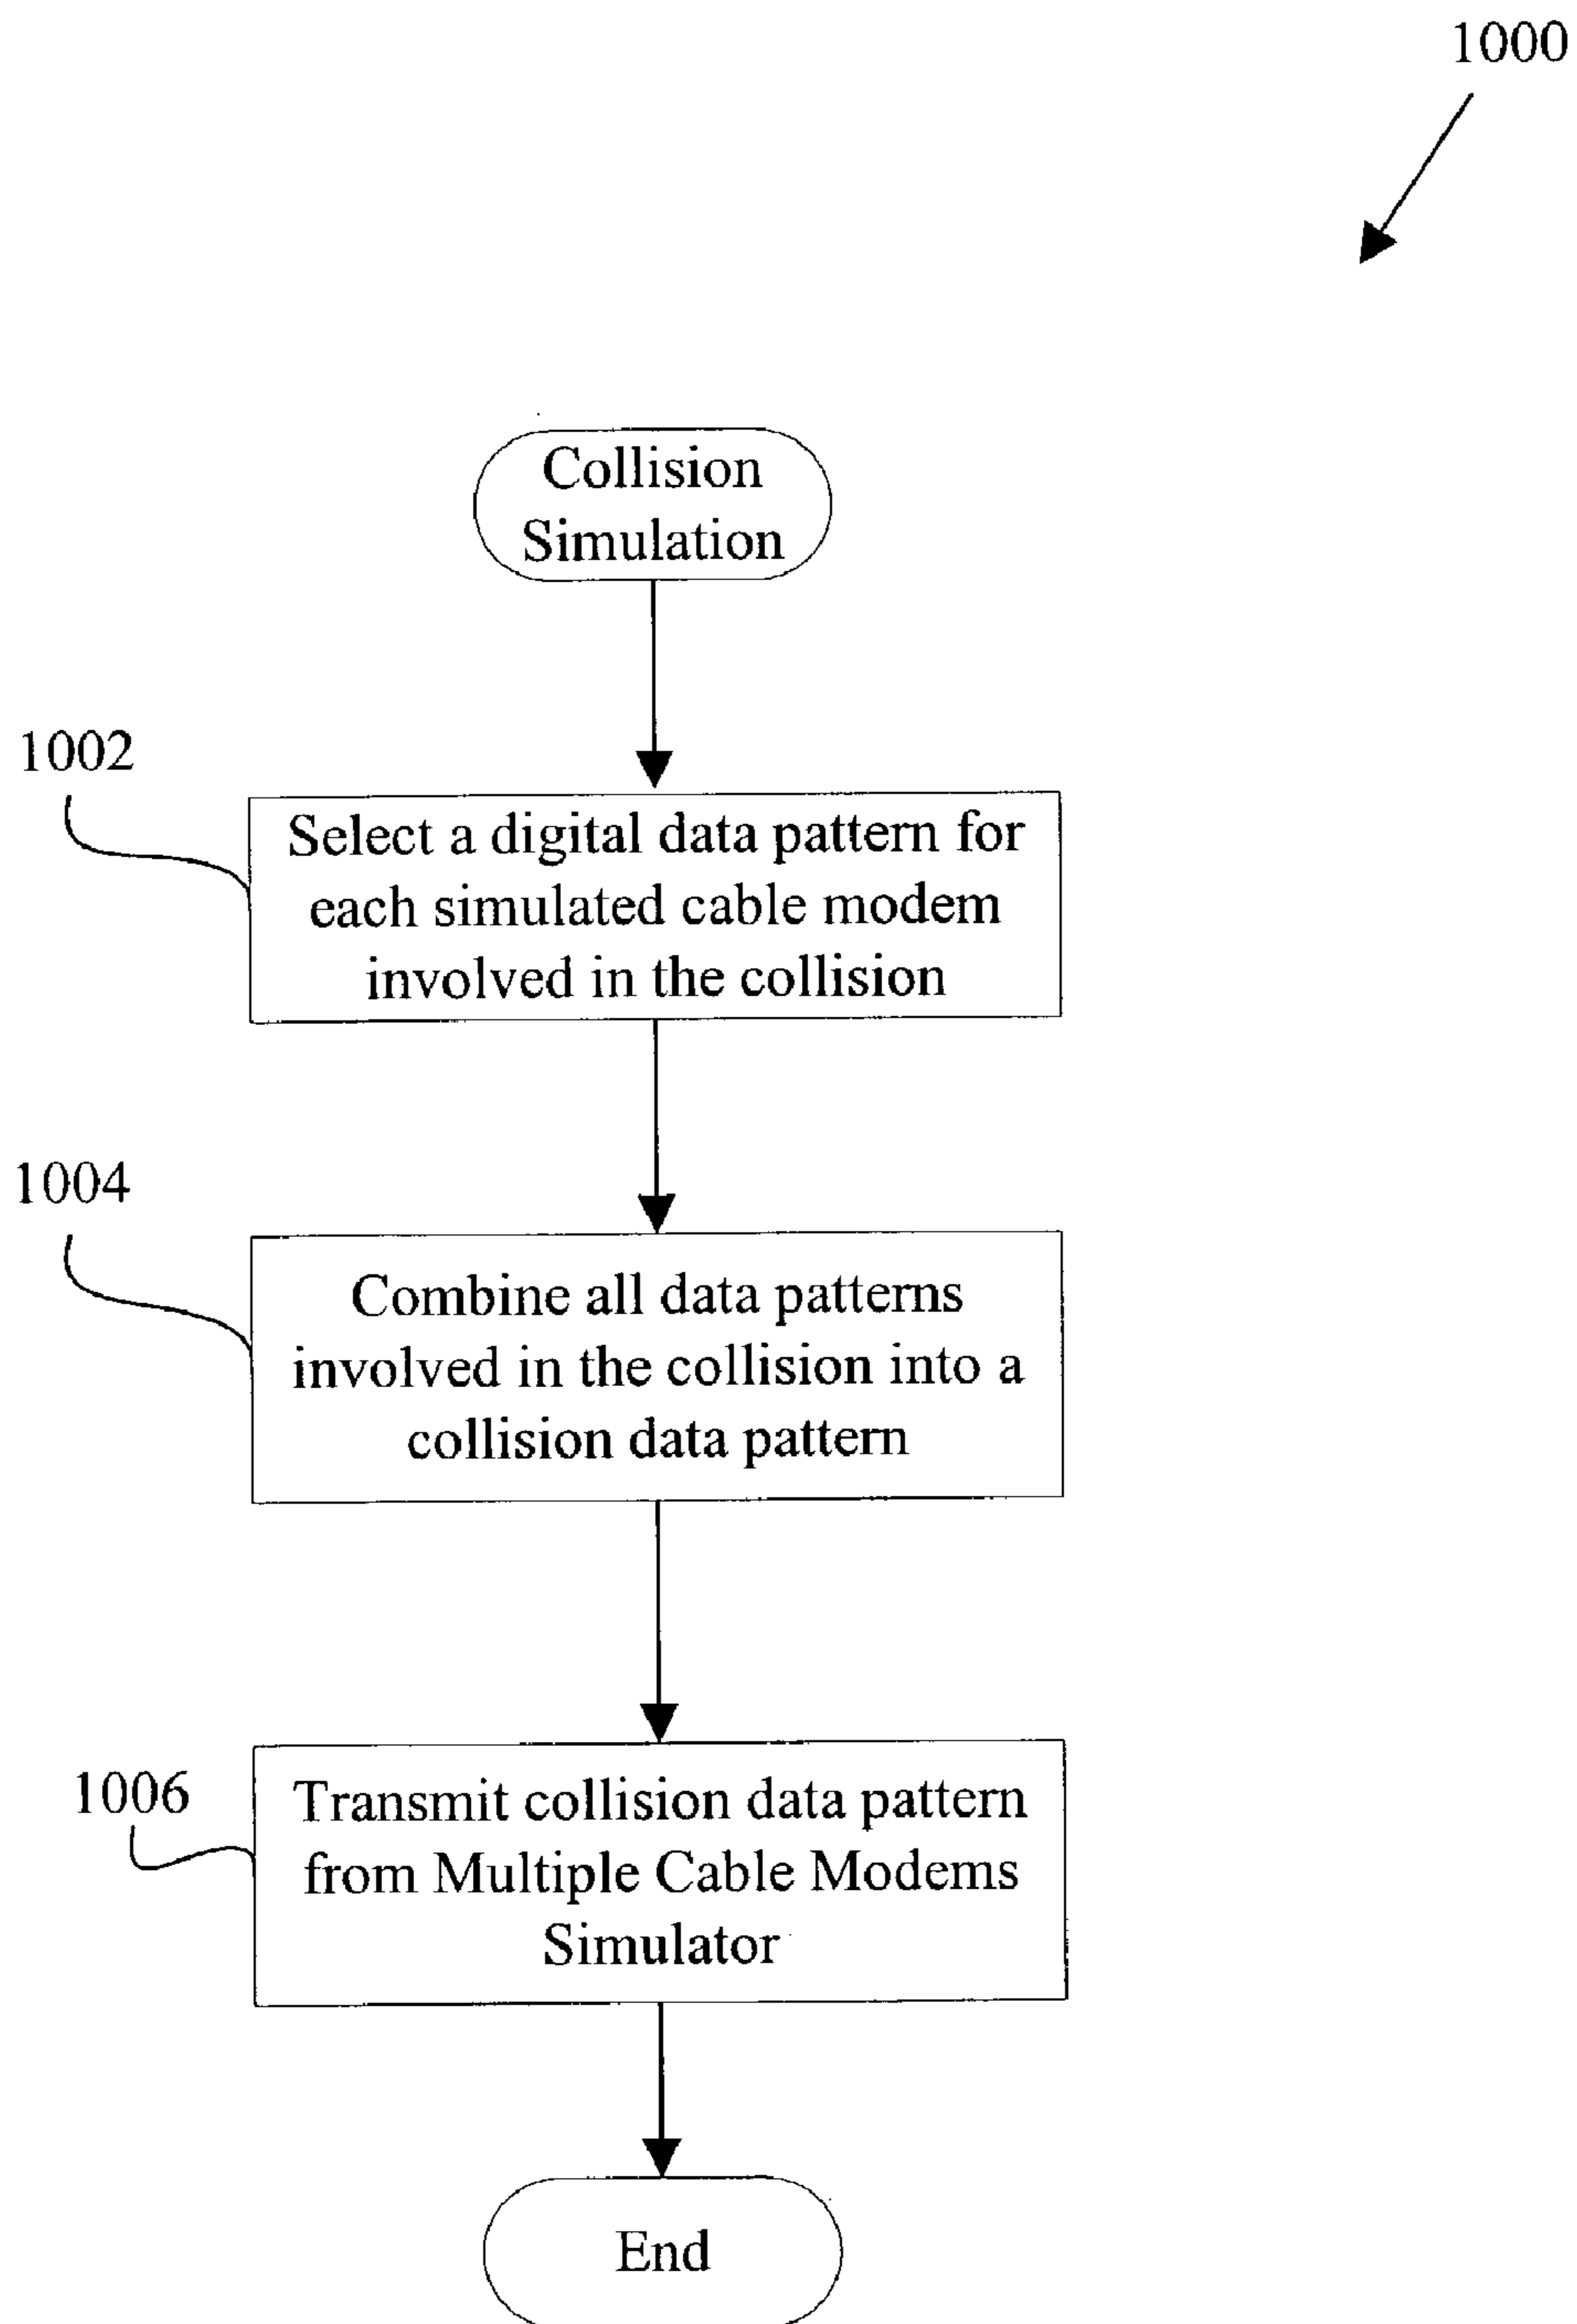 1000
Collision
Simulation
1002
Select a digital data pattern for
each simulated cable modem
involved in the collision
1004
Combine all data patterns
involved in the collision into a
collision data pattern
1006
Transmit collision data pattern
from Multiple Cable Modems
Simulator
End